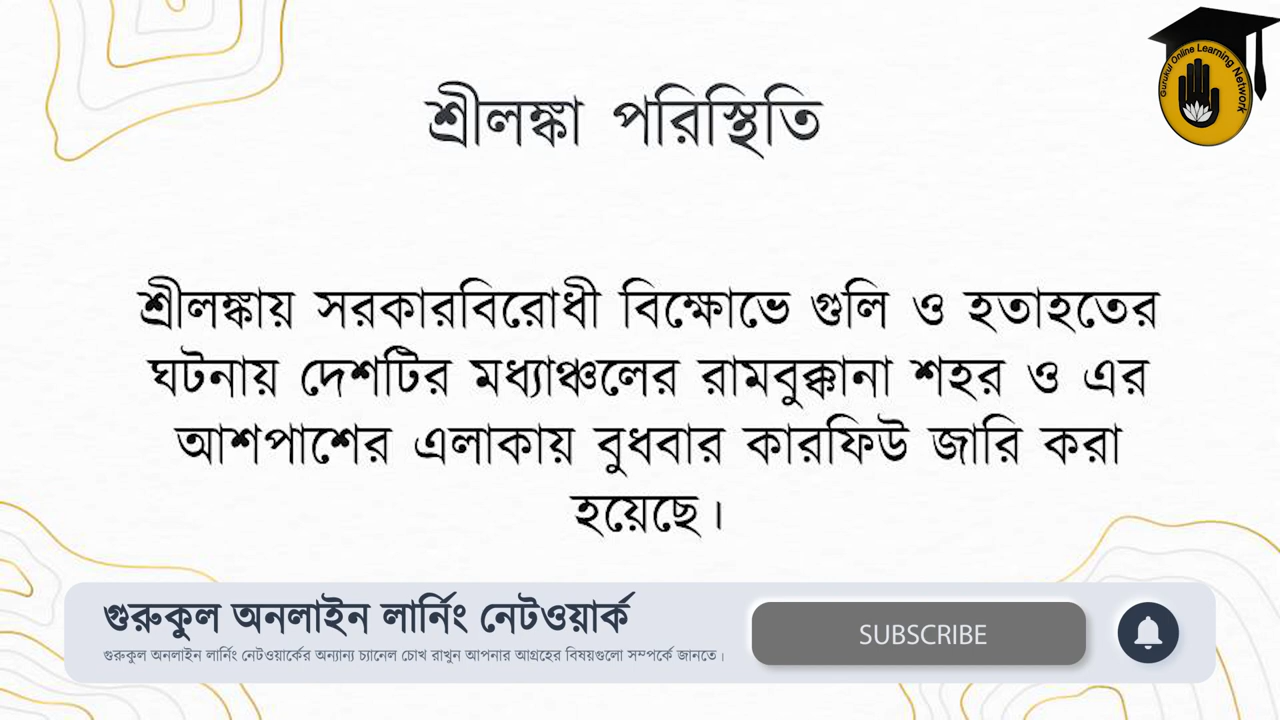 Gurukul Online Learning Network
শ্রীলঙ্কা পরিস্থিতি
শ্রীলঙ্কায় সরকারবিরোধী বিক্ষোভে গুলি ও হতাহতের
ঘটনায় দেশটির মধ্যাঞ্চলের রামবুক্কানা শহর ও এর
আশপাশের এলাকায় বুধবার কারফিউ জারি করা
হয়েছে।
গুরুকুল অনলাইন লার্নিং নেটওয়ার্ক
গুরুকুল অনলাইন লার্নিং নেটওয়ার্কের অন্যান্য চ্যানেল চোখ রাখুন আপনার আগ্রহের বিষয়গুলো সম্পর্কে জানতে।
SUBSCRIBE